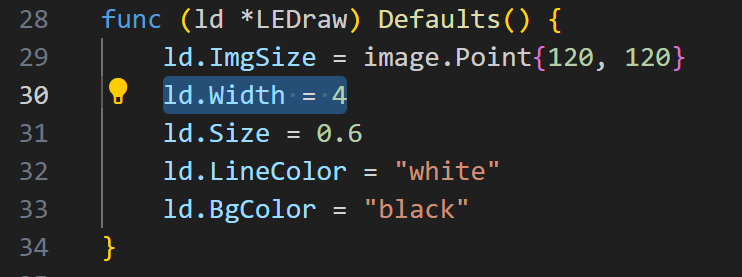 28 func (ld *LEDraw) Defaults() {
29 ld.ImgSize = image.Point{120, 120}
30 ld.Width = 4
31 ld.Size = 0.6
32 ld.LineColor = "white"
33 ld.BgColor = "black"
34 }